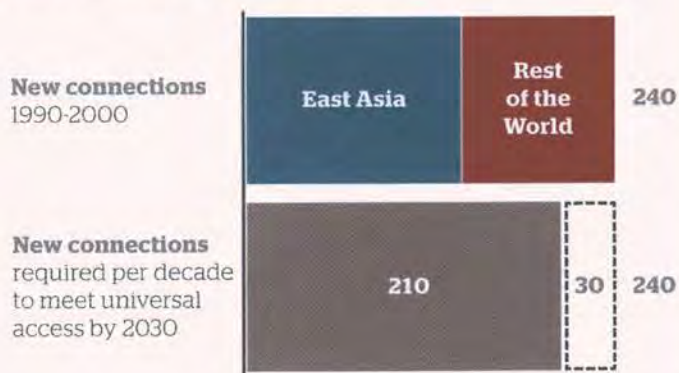 New connections
1990-2000
East Asia
Rest
of the
World
240
New connections
required per decade
to meet universal
access by 2030
210
30
240